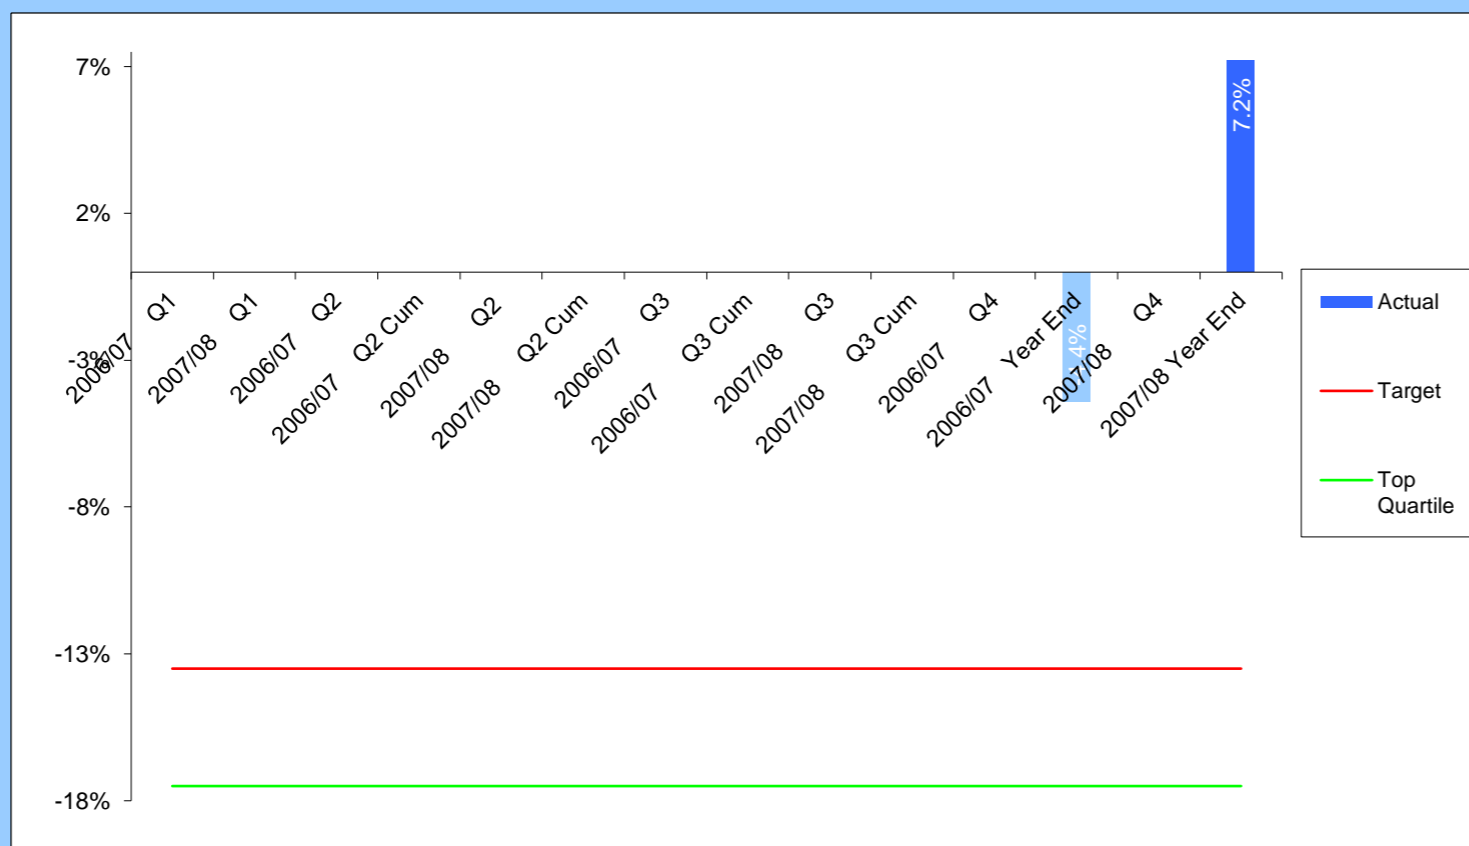 7%
2%
-3%
-8%
-13%
-18%
7.2%
4%
2006/07 Q1
2007/08 Q1
2006/07 Q2
2006/07 Q2 Cum
2007/08 Q2
2007/08 Q2 Cum
2006/07 Q3
2006/07 Q3 Cum
2007/08 Q3
2007/08 Q3 Cum
2006/07 Q4
2006/07 Year End
2007/08 Q4
2007/08 Year End
Actual
Target
Top
Quartile